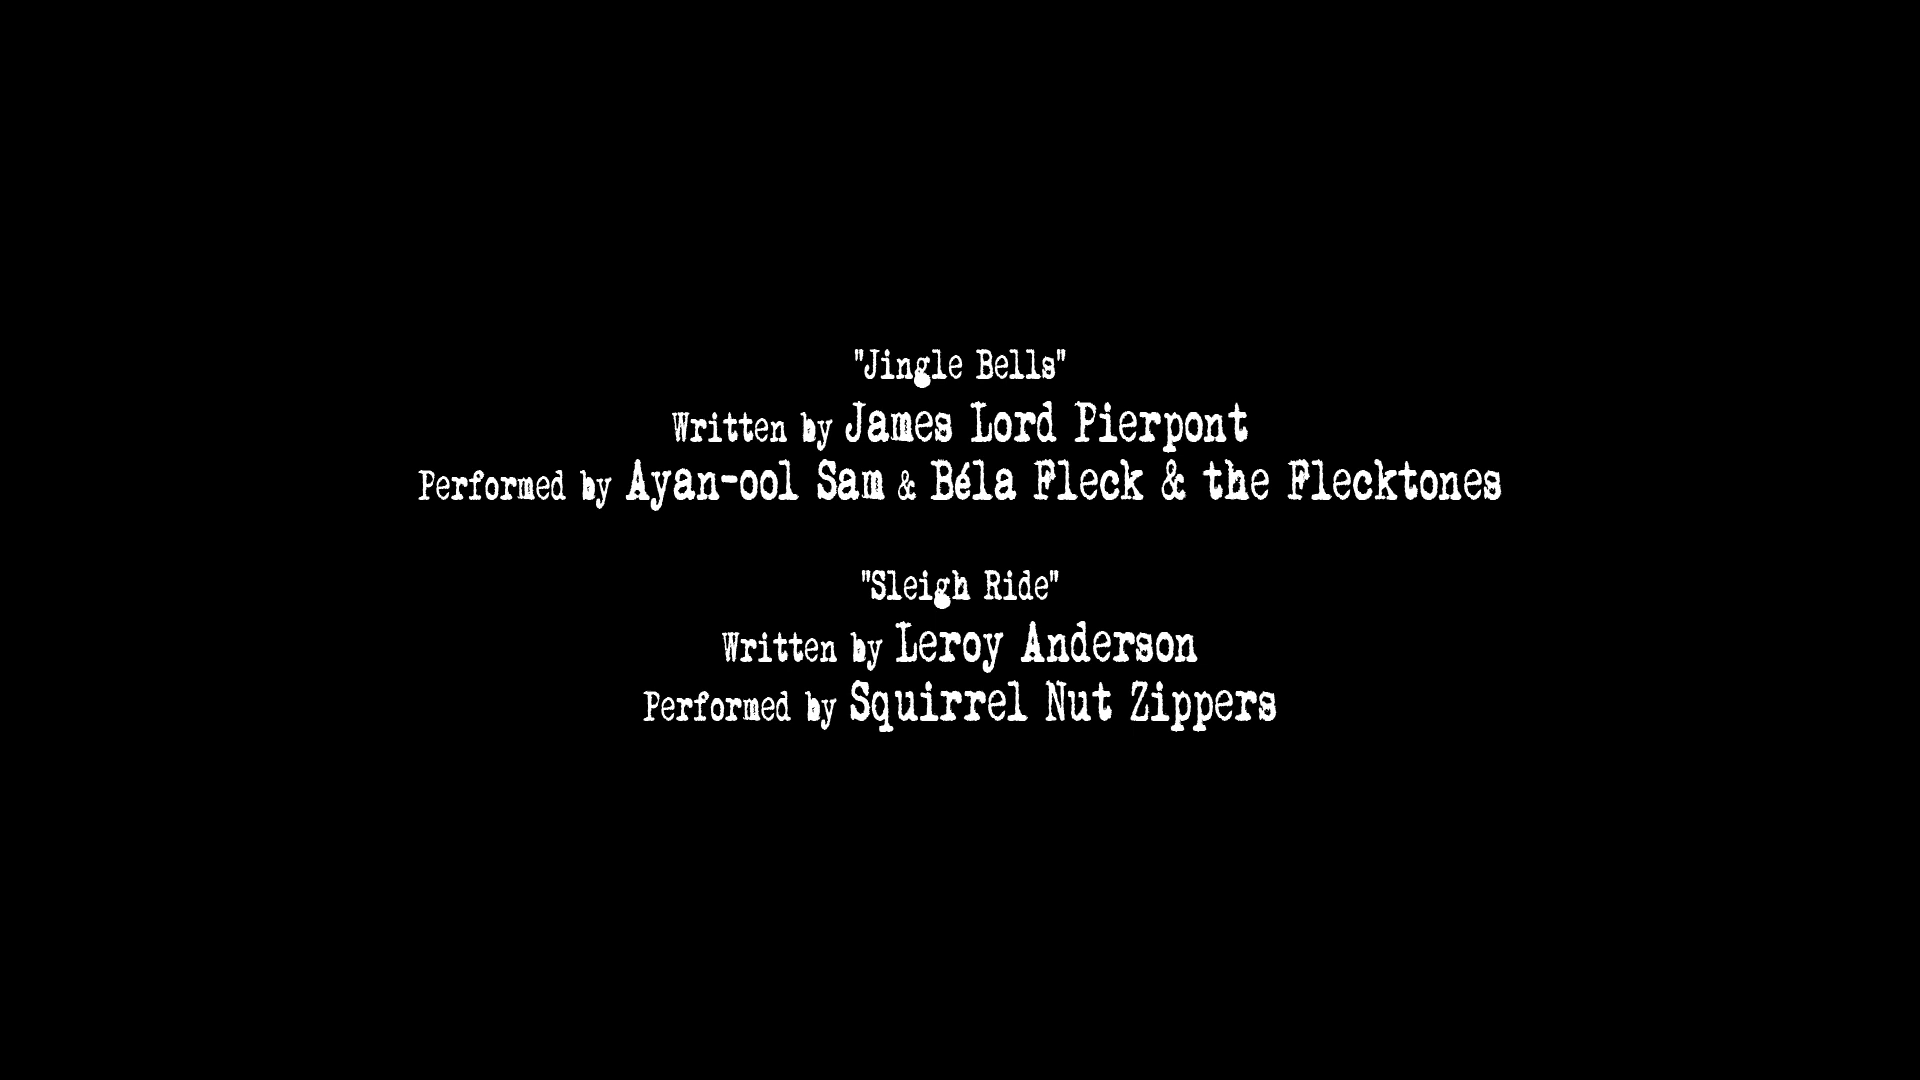 "Jingle Bells"
Written by James Lord Pierpont
Performed by Ayan-ool Sam & Béla Fleck & the Flecktones
"Sleigh Ride"
Written by Leroy Anderson
Performed by Squirrel Nut Zippers